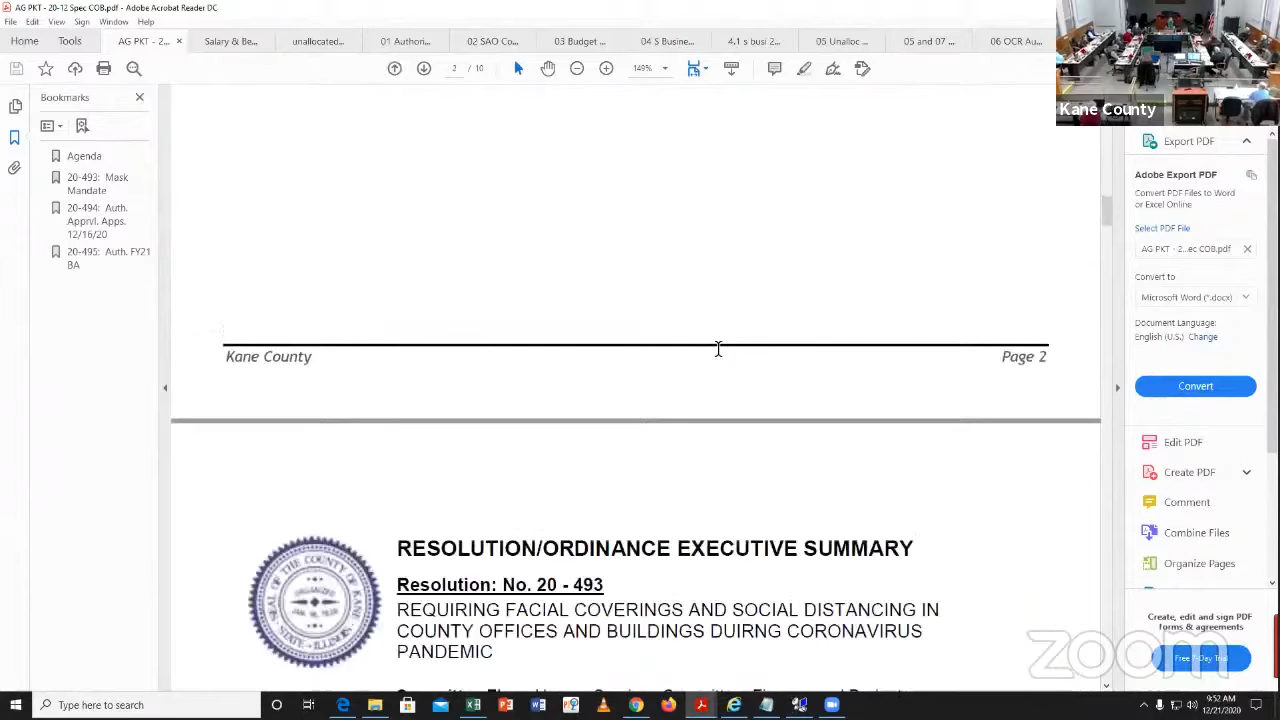 AG PKT - 20-12 Spec COB.pdf - Adobe Acrobat Reader DC
File Edit View Sign Window Help
Home Tools AG PKT - 2... × Salary & Be... unallocated... 01 Authori... 03 Budget ... 04 S Busine... 4.1 s busi 2... 05 Unalloc ... and 07 ... 06 OCR Au...
2 149%
Kane County
Bookmarks
Agenda
20-493: Mask
Mandate
20-494: Auth.
Apprvl. Apps.
12/16/20
20-495: Auth. FY21
BA
Kane County Page 2
RESOLUTION/ORDINANCE EXECUTIVE SUMMARY
Resolution: No. 20 - 493
REQUIRING FACIAL COVERINGS AND SOCIAL DISTANCING IN
COUNTY OFFICES AND BUILDINGS DUIRNG CORONAVIRUS
PANDEMIC
Export PDF
Adobe Export PDF
Convert PDF Files to Word
or Excel Online
Select PDF File
AG PKT - 2...ec COB.pdf
Convert to
Microsoft Word (*.docx)
Document Language:
English (U.S.) Change
Convert
Edit PDF
Create PDF
Comment
Combine Files
Organize Pages
Create, edit and sign PDF
forms & agreements
Free 7-Day Trial
zoom
Type here to search
9:52 AM
12/21/2020